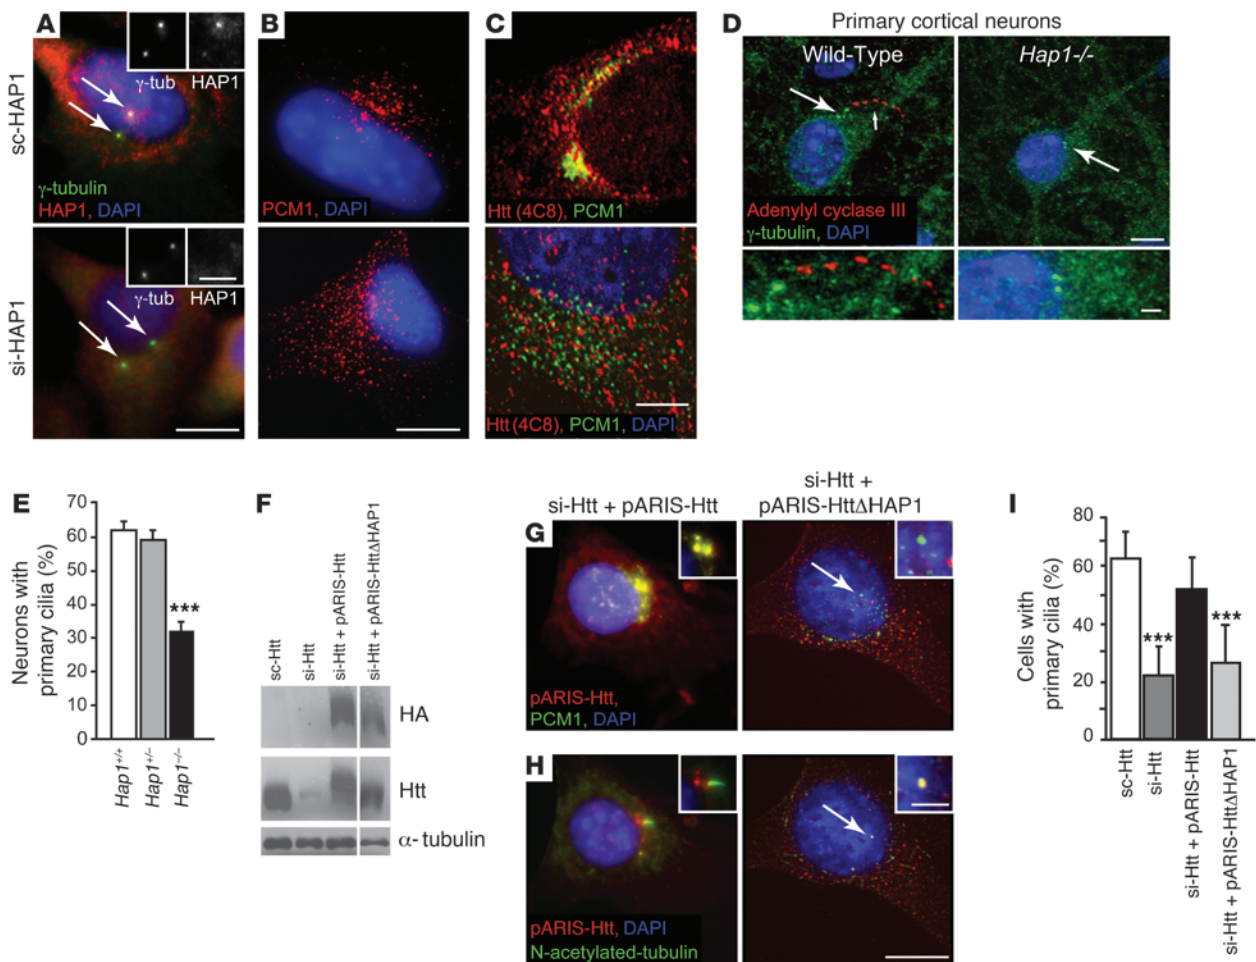 A
B
C
D
Primary cortical neurons
Wild-Type
Hap1-/-
sc-HAP1
si-HAP1
γ-tub HAP1
γ-tubulin
HAP1, DAPI
γ-tub HAP1
PCM1, DAPI
Htt (4C8), PCM1
Htt (4C8), PCM1, DAPI
Adenylyl cyclase III
γ-tubulin, DAPI
E
Neurons with
primary cilia (%)
70
60
50
40
30
20
10
0
***
Hap1+/+
Hap1+/–
Hap1–/–
F
sc-Htt
si-Htt
si-Htt + pARIS-Htt
si-Htt + pARIS-HttΔHAP1
HA
Htt
α- tubulin
si-Htt + pARIS-Htt
si-Htt +
pARIS-HttΔHAP1
G
pARIS-Htt,
PCM1, DAPI
H
pARIS-Htt, DAPI
N-acetylated-tubulin
I
Cells with
primary cilia (%)
80
60
40
20
0
***
***
sc-Htt
si-Htt
si-Htt + pARIS-Htt
si-Htt + pARIS-HttΔHAP1